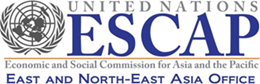 UNITED NATIONS
ESCAP
Economic and Social Commission for Asia and the Pacific
EAST AND NORTH-EAST ASIA OFFICE